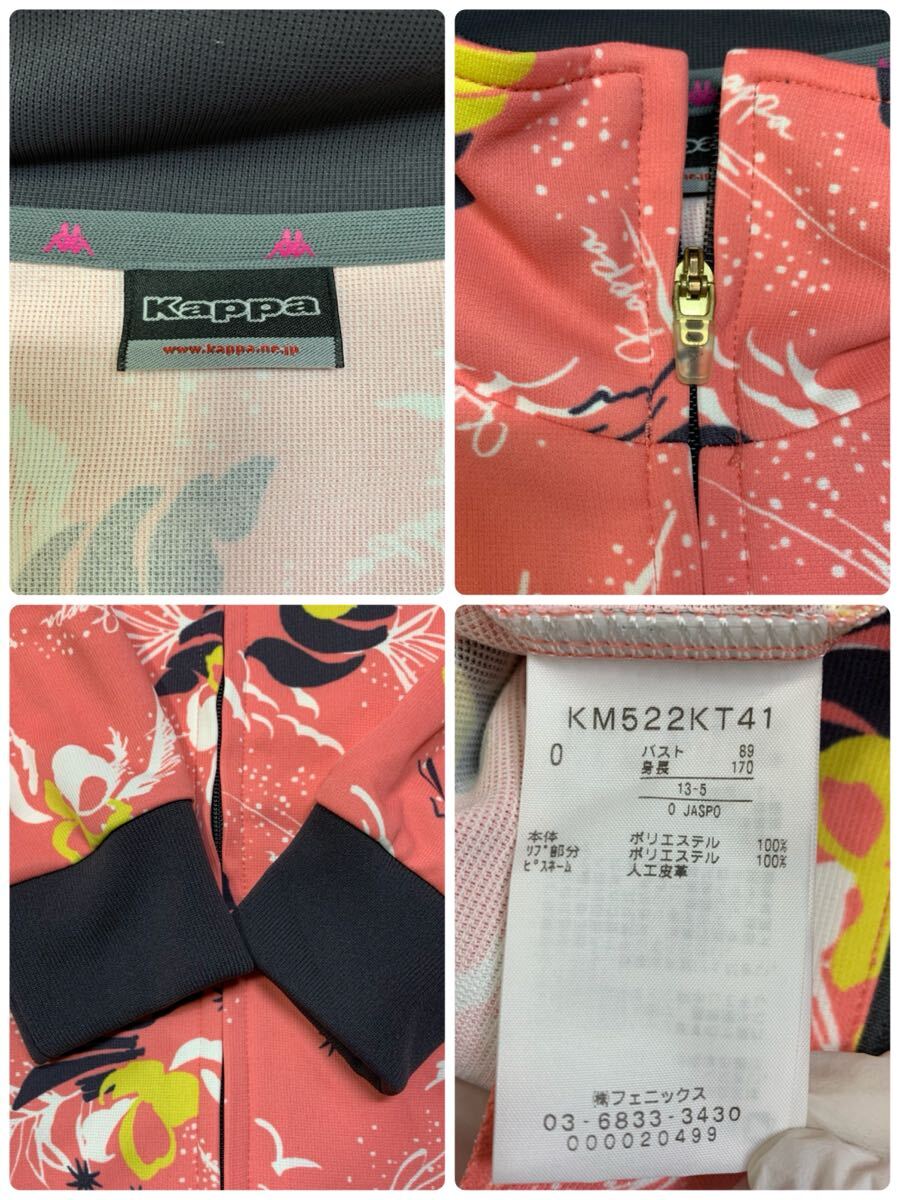 Kappa
www.kappa.ne.jp
Kappa
Kappa
Kappa
KM522KT41
0
バスト 89
身長 170
13-5
O JASPO
本体 ポリエステル 100%
リブ部分 ポリエステル 100%
ピスネーム 人工皮革
㈱フェニックス
03-6833-3430
000020499